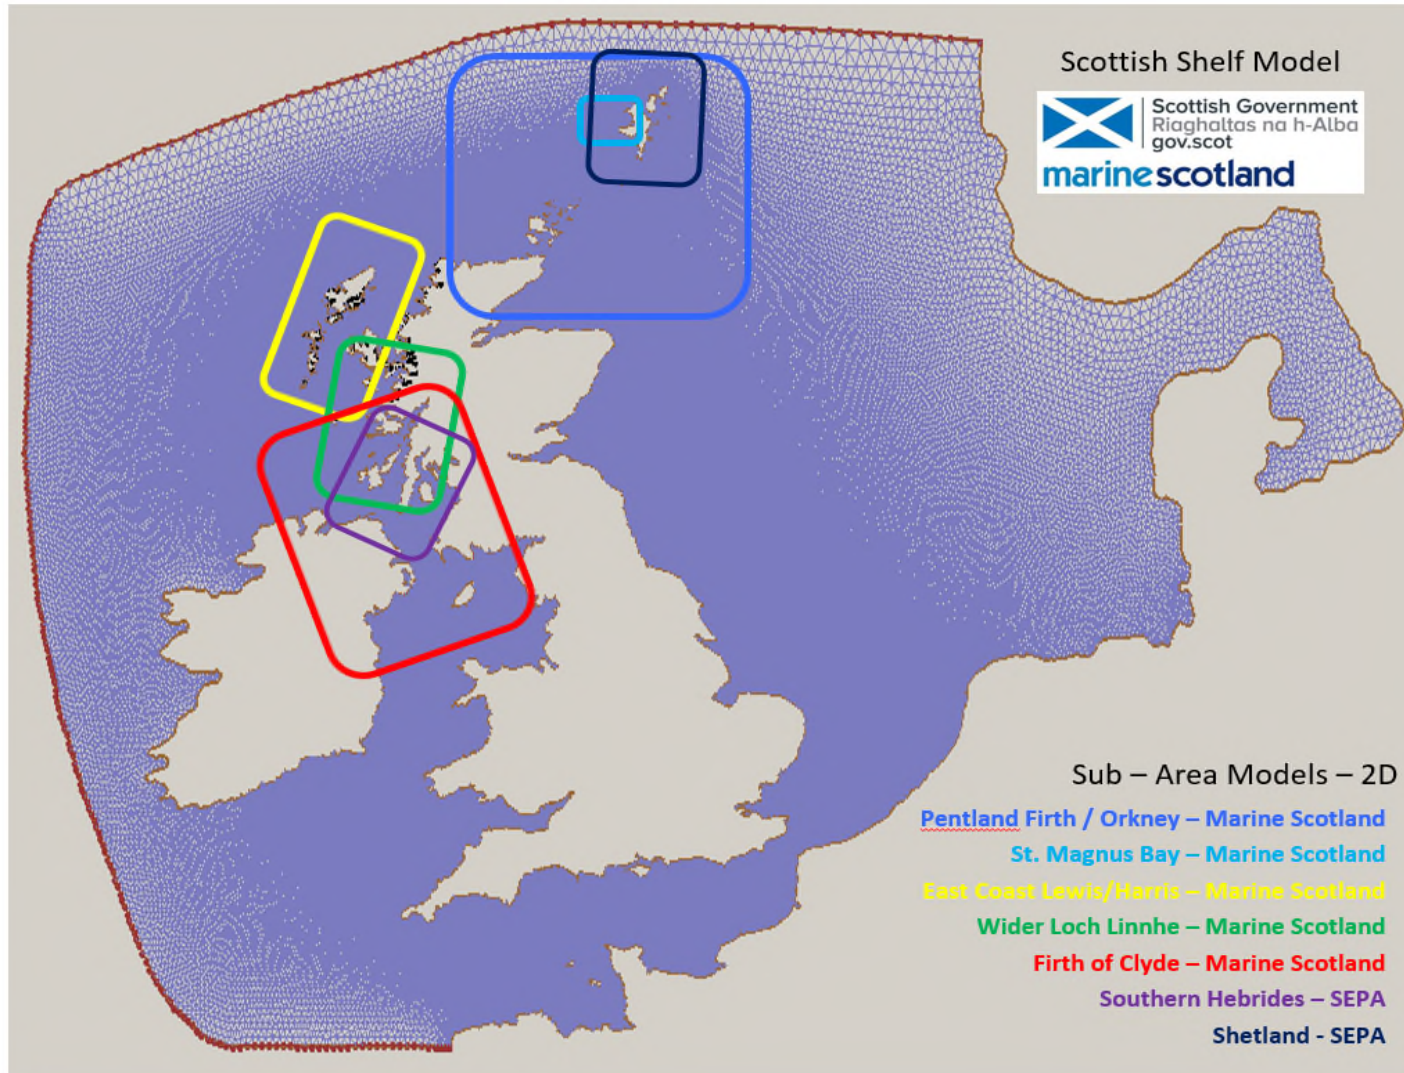 Scottish Shelf Model
Scottish Government
Riaghaltas na h-Alba
gov.scot
marinescotland
Sub – Area Models – 2D
Pentland Firth / Orkney – Marine Scotland
St. Magnus Bay – Marine Scotland
East Coast Lewis/Harris – Marine Scotland
Wider Loch Linnhe – Marine Scotland
Firth of Clyde – Marine Scotland
Southern Hebrides – SEPA
Shetland - SEPA